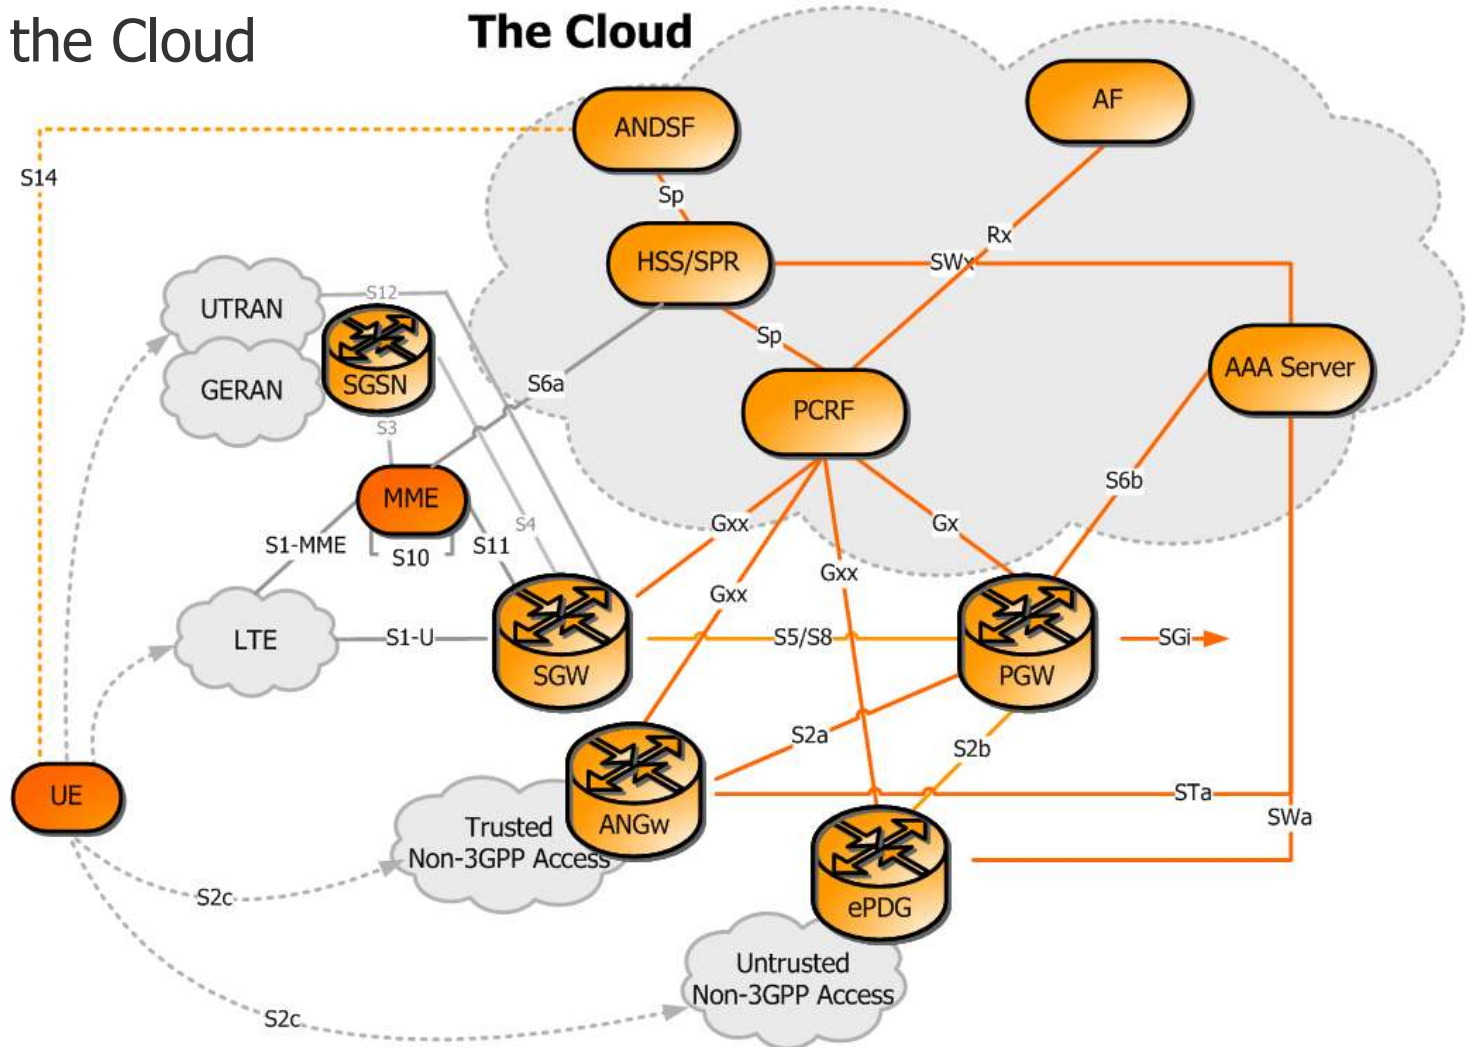 the Cloud
The Cloud
ANDSF
AF
S14
Sp
HSS/SPR
SWx
Rx
UTRAN
S12
GERAN
SGSN
Sp
AAA Server
S6a
PCRF
S3
MME
S6b
S4
Gxx
Gx
S1-MME
S10
S11
Gxx
Gxx
LTE
S1-U
SGW
S5/S8
PGW
SGi
S2a
S2b
UE
STa
SWa
ANGw
Trusted
Non-3GPP Access
S2c
ePDG
Untrusted
Non-3GPP Access
S2c